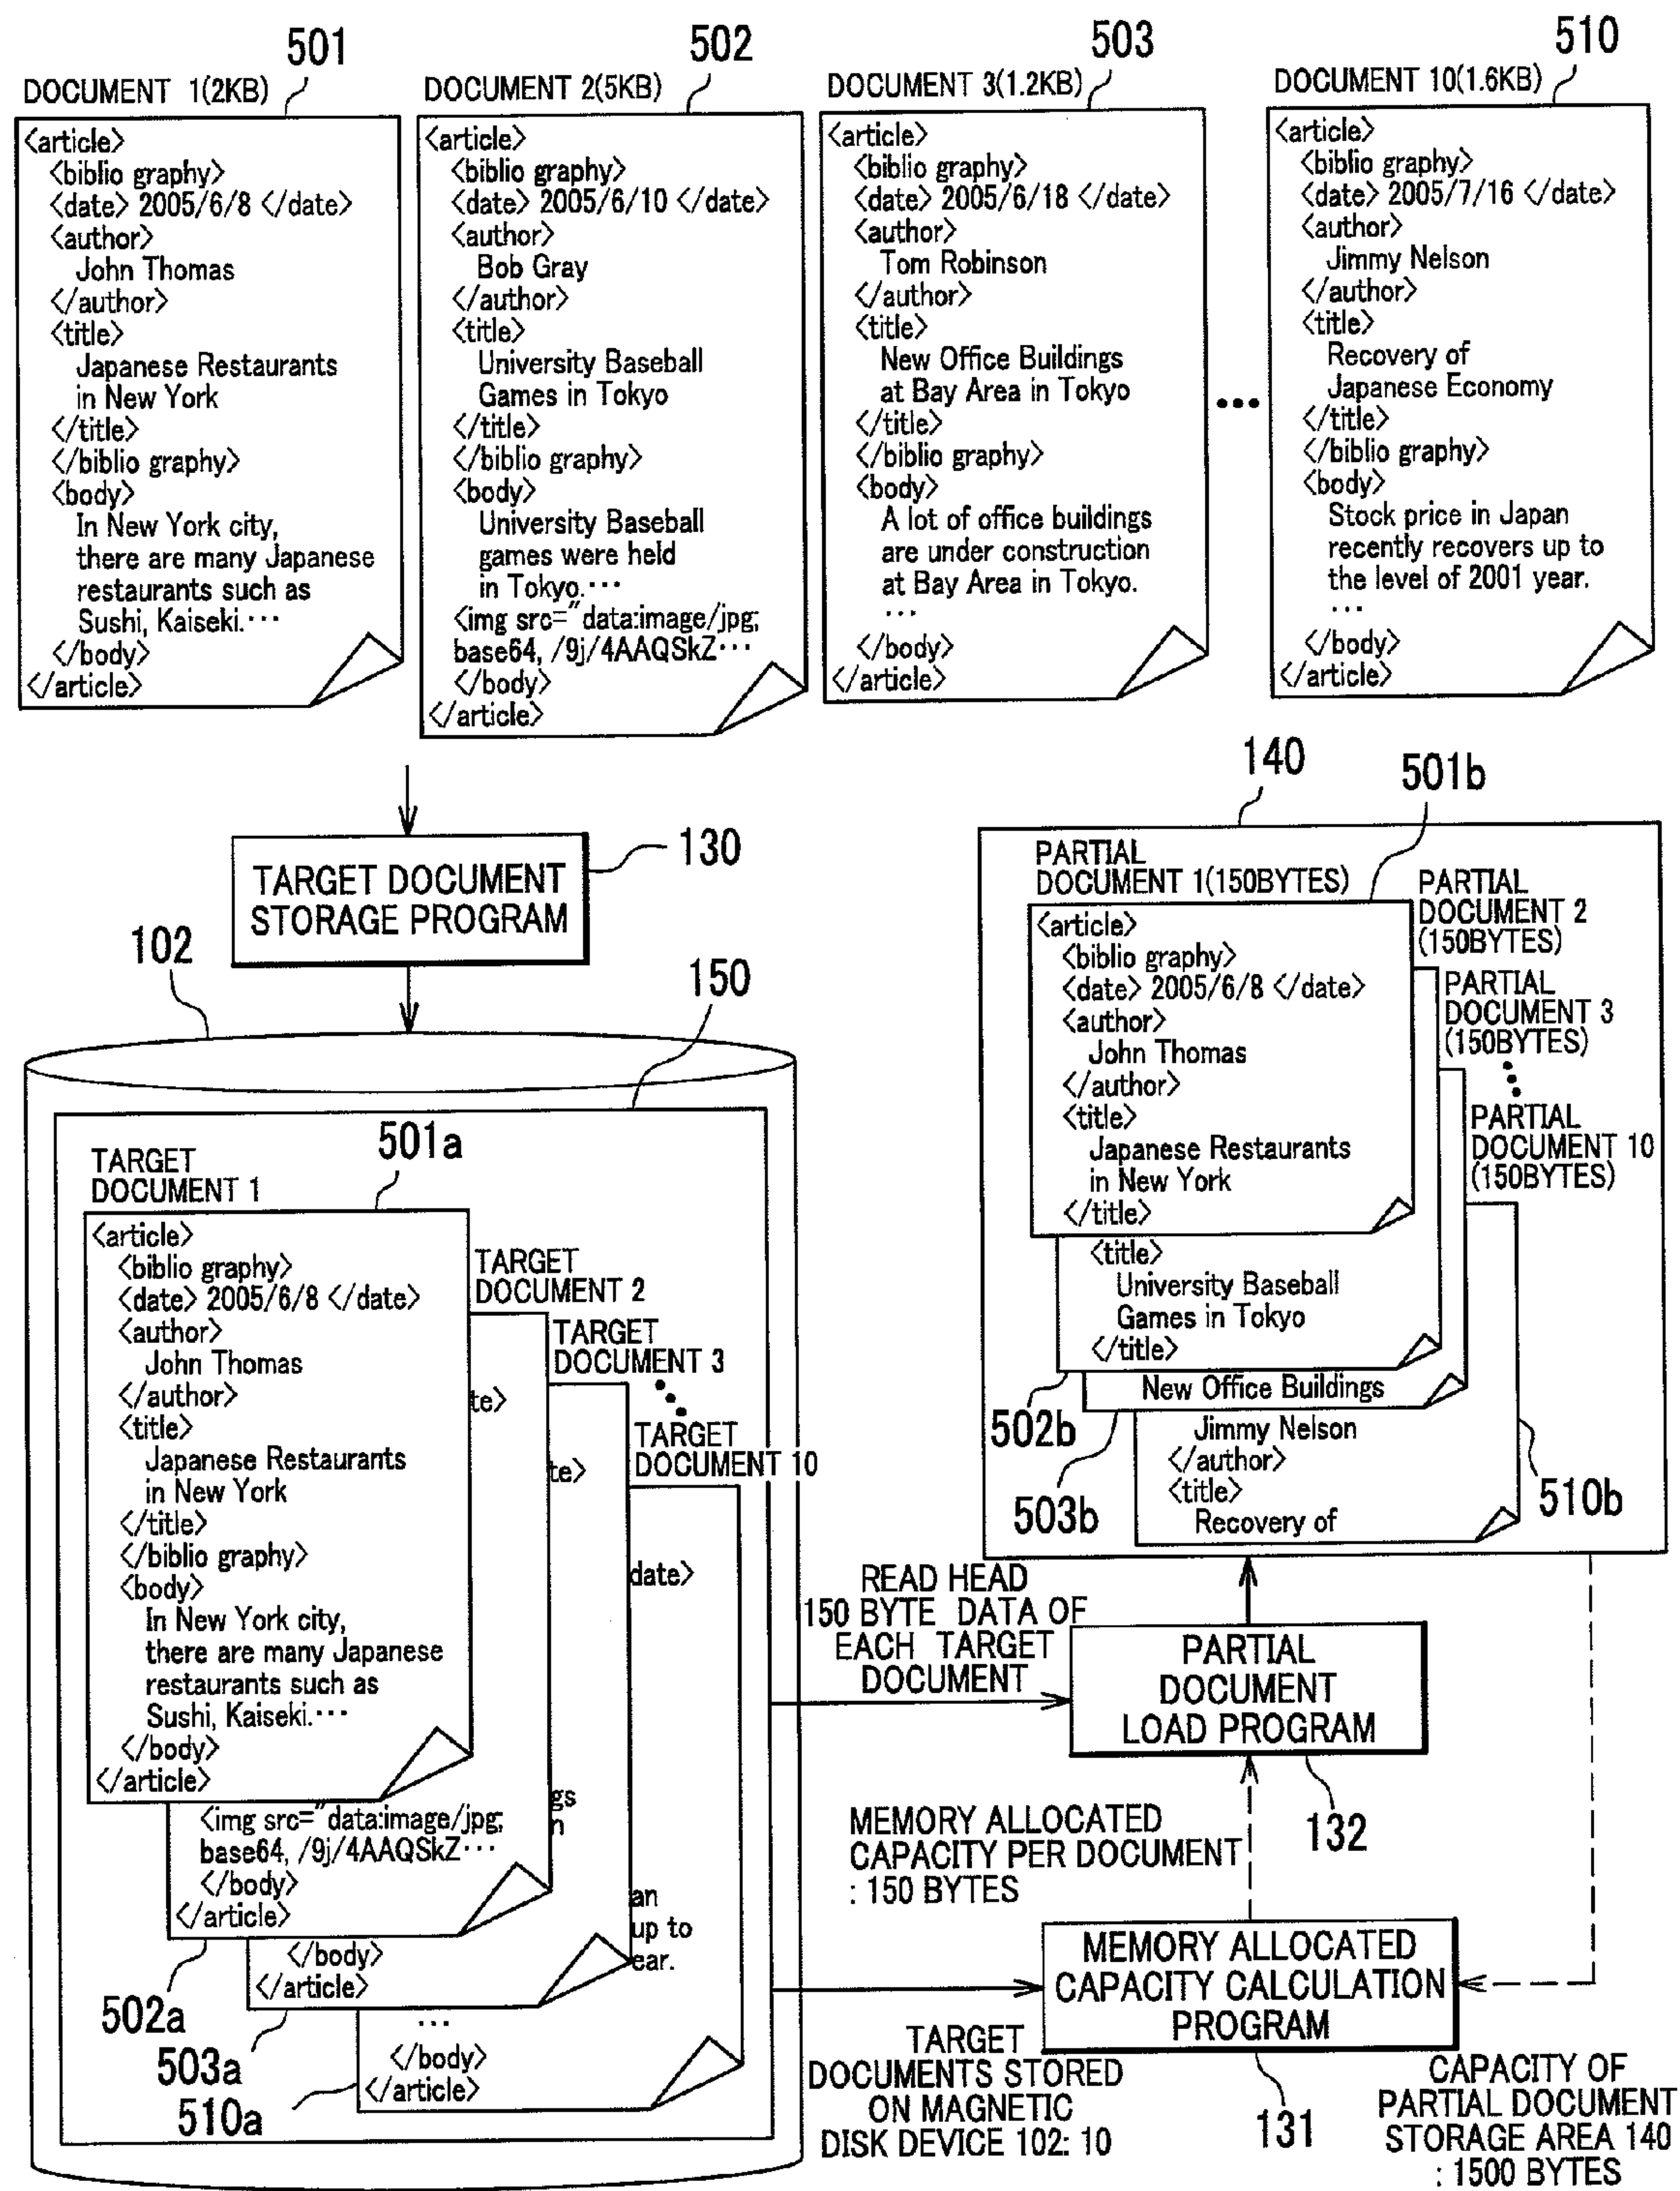 501
DOCUMENT 1(2KB)
<article>
<biblio graphy>
<date> 2005/6/8 </date>
<author>
John Thomas
</author>
<title>
Japanese Restaurants
in New York
</title>
</biblio graphy>
<body>
In New York city,
there are many Japanese
restaurants such as
Sushi, Kaiseki.···
</body>
</article>
502
DOCUMENT 2(5KB)
<article>
<biblio graphy>
<date> 2005/6/10 </date>
<author>
Bob Gray
</author>
<title>
University Baseball
Games in Tokyo
</title>
</biblio graphy>
<body>
University Baseball
games were held
in Tokyo.···
<img src="data:image/jpg;
base64, /9j/4AAQSkZ···
</body>
</article>
503
DOCUMENT 3(1.2KB)
<article>
<biblio graphy>
<date> 2005/6/18 </date>
<author>
Tom Robinson
</author>
<title>
New Office Buildings
at Bay Area in Tokyo
</title>
</biblio graphy>
<body>
A lot of office buildings
are under construction
at Bay Area in Tokyo.
···
</body>
</article>
•••
510
DOCUMENT 10(1.6KB)
<article>
<biblio graphy>
<date> 2005/7/16 </date>
<author>
Jimmy Nelson
</author>
<title>
Recovery of
Japanese Economy
</title>
</biblio graphy>
<body>
Stock price in Japan
recently recovers up to
the level of 2001 year.
···
</body>
</article>
TARGET DOCUMENT
STORAGE PROGRAM
130
102
150
TARGET
DOCUMENT 1
501a
<article>
<biblio graphy>
<date> 2005/6/8 </date>
<author>
John Thomas
</author>
<title>
Japanese Restaurants
in New York
</title>
</biblio graphy>
<body>
In New York city,
there are many Japanese
restaurants such as
Sushi, Kaiseki.···
</body>
</article>
TARGET
DOCUMENT 2
te>
<img src="data:image/jpg;
base64, /9j/4AAQSkZ···
</body>
</article>
502a
TARGET
DOCUMENT 3
te>
gs
n
</body>
</article>
503a
TARGET
DOCUMENT 10
date>
an
up to
ear.
···
</body>
</article>
510a
140
501b
PARTIAL
DOCUMENT 1(150BYTES)
<article>
<biblio graphy>
<date> 2005/6/8 </date>
<author>
John Thomas
</author>
<title>
Japanese Restaurants
in New York
</title>
PARTIAL
DOCUMENT 2
(150BYTES)
<title>
University Baseball
Games in Tokyo
</title>
502b
PARTIAL
DOCUMENT 3
(150BYTES)
New Office Buildings
503b
PARTIAL
DOCUMENT 10
(150BYTES)
Jimmy Nelson
</author>
<title>
Recovery of
510b
READ HEAD
150 BYTE DATA OF
EACH TARGET
DOCUMENT
PARTIAL
DOCUMENT
LOAD PROGRAM
132
MEMORY ALLOCATED
CAPACITY PER DOCUMENT
: 150 BYTES
MEMORY ALLOCATED
CAPACITY CALCULATION
PROGRAM
131
TARGET
DOCUMENTS STORED
ON MAGNETIC
DISK DEVICE 102: 10
CAPACITY OF
PARTIAL DOCUMENT
STORAGE AREA 140
: 1500 BYTES